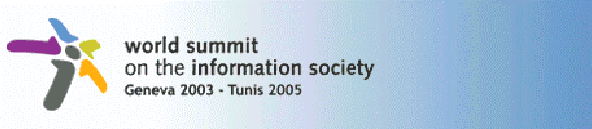 world summit
on the information society
Geneva 2003 - Tunis 2005